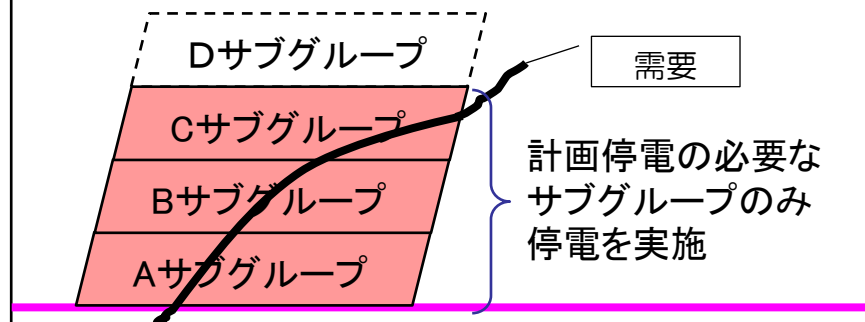 Dサブグループ
需要
Cサブグループ
Bサブグループ
Aサブグループ
計画停電の必要な
サブグループのみ
停電を実施